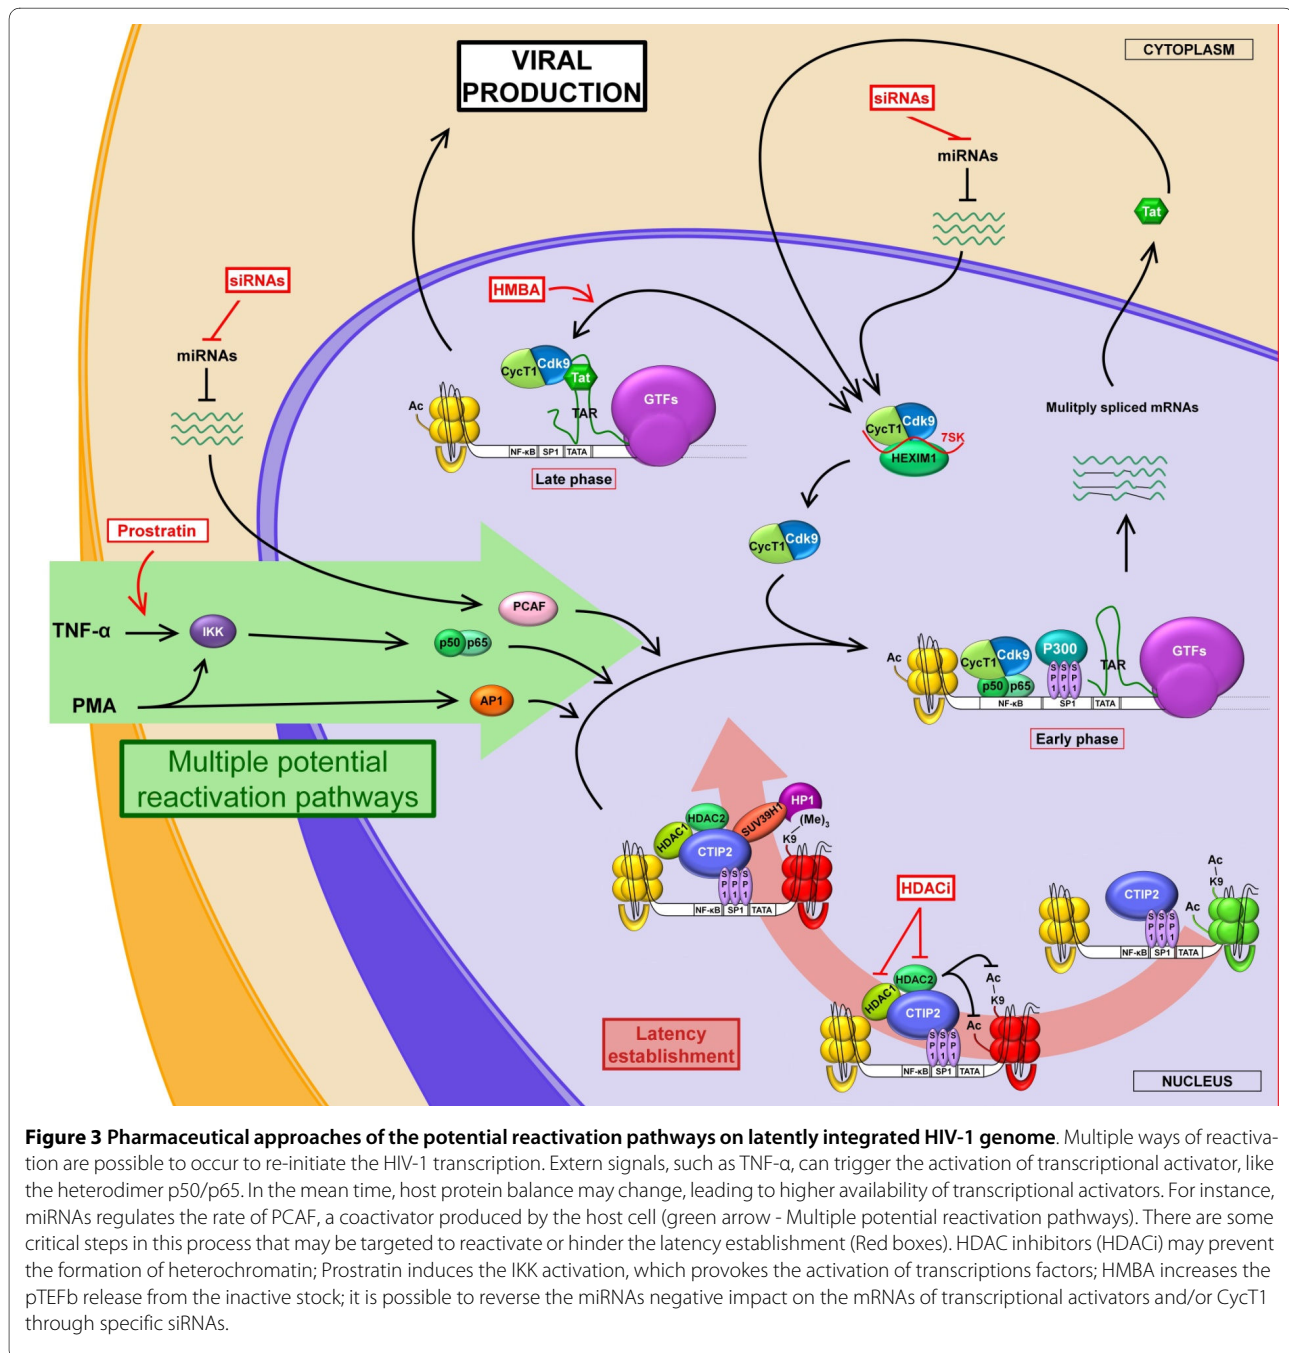 CYTOPLASM
VIRAL
PRODUCTION
siRNAs
miRNAs
Tat
siRNAs
miRNAs
HMBA
CycT1
Cdk9
Tat
TAR
GTFs
Ac
NF-κB SP1 TATA
Late phase
CycT1
Cdk9
7SK
HEXIM1
Mulitply spliced mRNAs
CycT1
Cdk9
Prostratin
TNF-α
IKK
PMA
PCAF
p50 p65
AP1
Multiple potential
reactivation pathways
Ac
CycT1
Cdk9
p50 p65
P300
SP1
SP1
SP1
TAR
GTFs
NF-κB SP1 TATA
Early phase
HDAC1
HDAC2
SUV39H1
HP1
(Me)3
K9
CTIP2
SP1
SP1
SP1
NF-κB SP1 TATA
HDACi
HDAC1
HDAC2
CTIP2
SP1
SP1
SP1
Ac
K9
Ac
NF-κB SP1 TATA
CTIP2
SP1
SP1
SP1
Ac
K9
Ac
NF-κB SP1 TATA
Latency
establishment
NUCLEUS
Figure 3 Pharmaceutical approaches of the potential reactivation pathways on latently integrated HIV-1 genome. Multiple ways of reactiva-
tion are possible to occur to re-initiate the HIV-1 transcription. Extern signals, such as TNF-α, can trigger the activation of transcriptional activator, like
the heterodimer p50/p65. In the mean time, host protein balance may change, leading to higher availability of transcriptional activators. For instance,
miRNAs regulates the rate of PCAF, a coactivator produced by the host cell (green arrow - Multiple potential reactivation pathways). There are some
critical steps in this process that may be targeted to reactivate or hinder the latency establishment (Red boxes). HDAC inhibitors (HDACi) may prevent
the formation of heterochromatin; Prostratin induces the IKK activation, which provokes the activation of transcriptions factors; HMBA increases the
pTEFb release from the inactive stock; it is possible to reverse the miRNAs negative impact on the mRNAs of transcriptional activators and/or CycT1
through specific siRNAs.